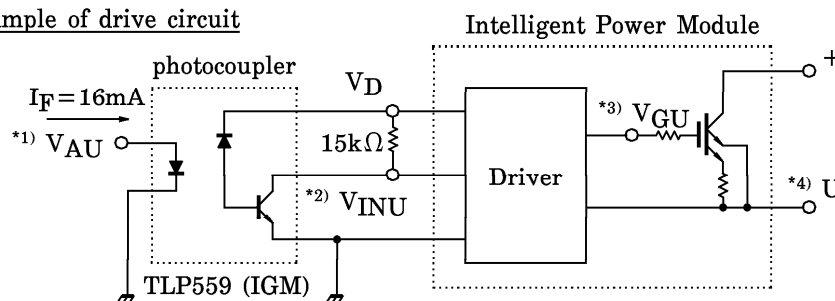 ample of drive circuit
Intelligent Power Module
photocoupler
VD
IF=16mA
*3) VGU
*1) VAU
15kΩ
+
Driver
*4) U
*2) VINU
TLP559 (IGM)